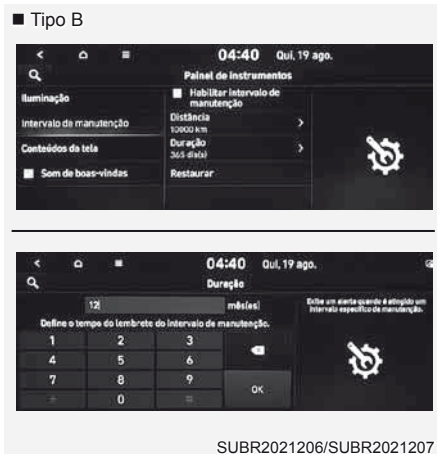 ■ Tipo B
04:40 Qui, 19 ago.
Painel de instrumentos
Iluminação
Habilitar intervalo de
manutenção
Intervalo de manutenção
Distância
10000 km
Conteúdos da tela
Duração
365 dia(s)
Som de boas-vindas
Restaurar
04:40 Qui, 19 ago.
Duração
12 mês(es)
Define o tempo do lembrete do intervalo de manutenção.
Exibe um alerta quando é atingido um
intervalo específico de manutenção.
1 2 3
4 5 6
7 8 9
0
OK
SUBR2021206/SUBR2021207